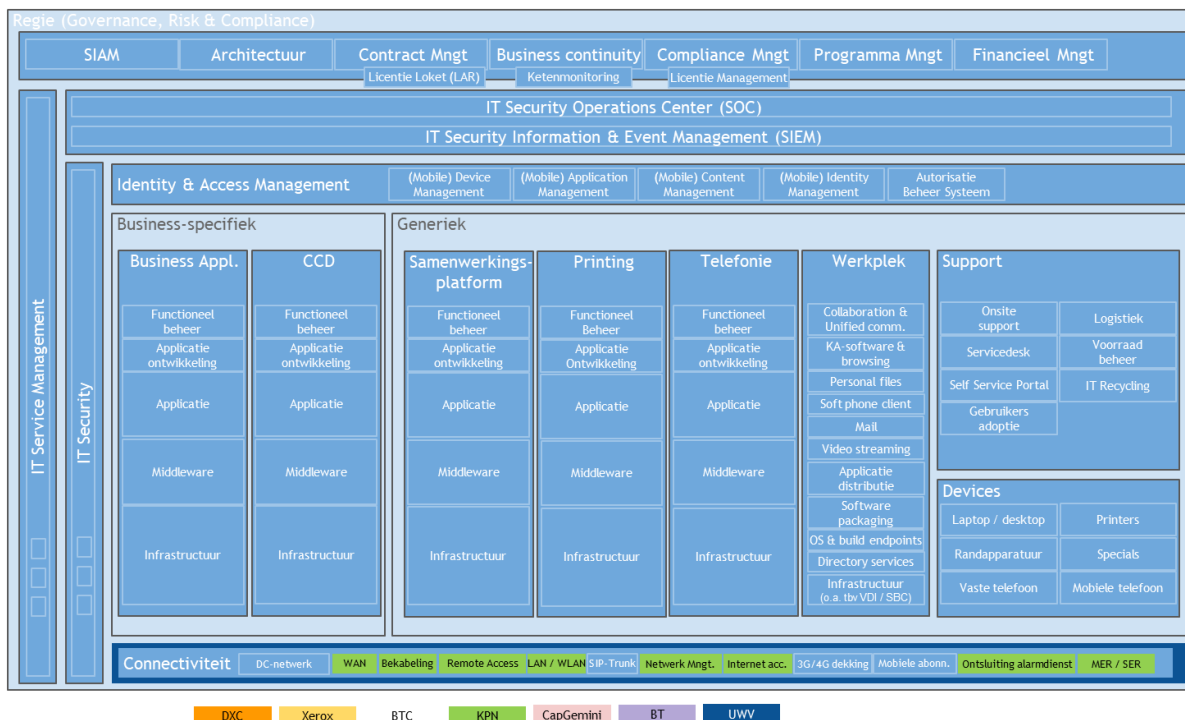 Regie (Governance, Risk & Compliance)
SIAM
Architectuur
Contract Mngt
Business continuity
Compliance Mngt
Programma Mngt
Financieel Mngt
Licentie Loket (LAR)
Ketenmonitoring
Licentie Management
IT Service Management
IT Security Operations Center (SOC)
IT Security Information & Event Management (SIEM)
IT Security
Identity & Access Management
(Mobile) Device
Management
(Mobile) Application
Management
(Mobile) Content
Management
(Mobile) Identity
Management
Autorisatie
Beheer Systeem
Business-specifiek
Business Appl.
Functioneel
beheer
Applicatie
ontwikkeling
Applicatie
Middleware
Infrastructuur
CCD
Functioneel
beheer
Applicatie
ontwikkeling
Applicatie
Middleware
Infrastructuur
Generiek
Samenwerkings-
platform
Functioneel
beheer
Applicatie
ontwikkeling
Applicatie
Middleware
Infrastructuur
Printing
Functioneel
Beheer
Applicatie
Ontwikkeling
Applicatie
Middleware
Infrastructuur
Telefonie
Functioneel
beheer
Applicatie
ontwikkeling
Applicatie
Middleware
Infrastructuur
Werkplek
Collaboration &
Unified comm.
KA-software &
browsing
Personal files
Soft phone client
Mail
Video streaming
Applicatie
distributie
Software
packaging
OS & build endpoints
Directory services
Infrastructuur
(o.a. tbv VDI / SBC)
Support
Onsite
support
Logistiek
Servicedesk
Voorraad
beheer
Self Service Portal
IT Recycling
Gebruikers
adoptie
Devices
Laptop / desktop
Printers
Randapparatuur
Specials
Vaste telefoon
Mobiele telefoon
Connectiviteit
DC-netwerk
WAN
Bekabeling
Remote Access
LAN / WLAN
SIP-Trunk
Netwerk Mngt.
Internet acc.
3G/4G dekking
Mobiele abonn.
Ontsluiting alarmdienst
MER / SER
DXC
Xerox
BTC
KPN
CapGemini
BT
UWV